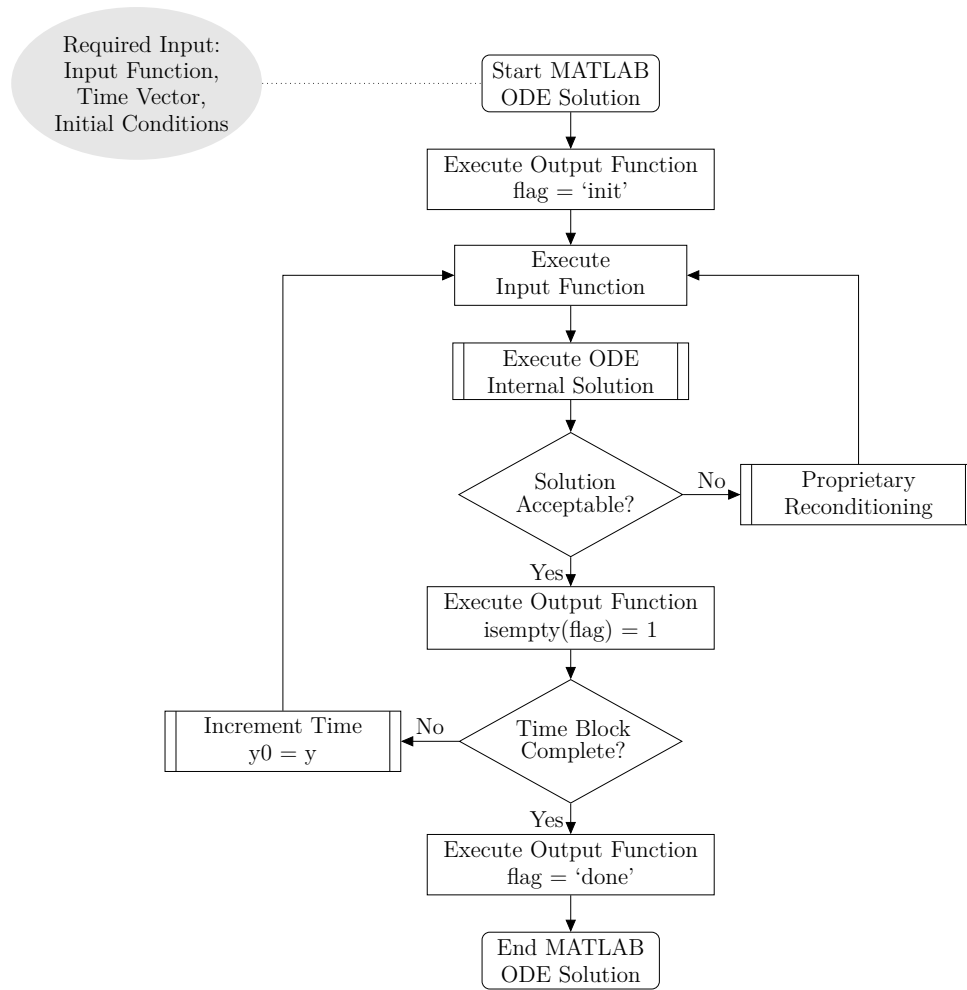 Required Input:
Input Function,
Time Vector,
Initial Conditions
Start MATLAB
ODE Solution
Execute Output Function
flag = ‘init’
Execute
Input Function
Execute ODE
Internal Solution
Solution
Acceptable?
No
Proprietary
Reconditioning
Yes
Execute Output Function
isempty(flag) = 1
Time Block
Complete?
No
Increment Time
y0 = y
Yes
Execute Output Function
flag = ‘done’
End MATLAB
ODE Solution